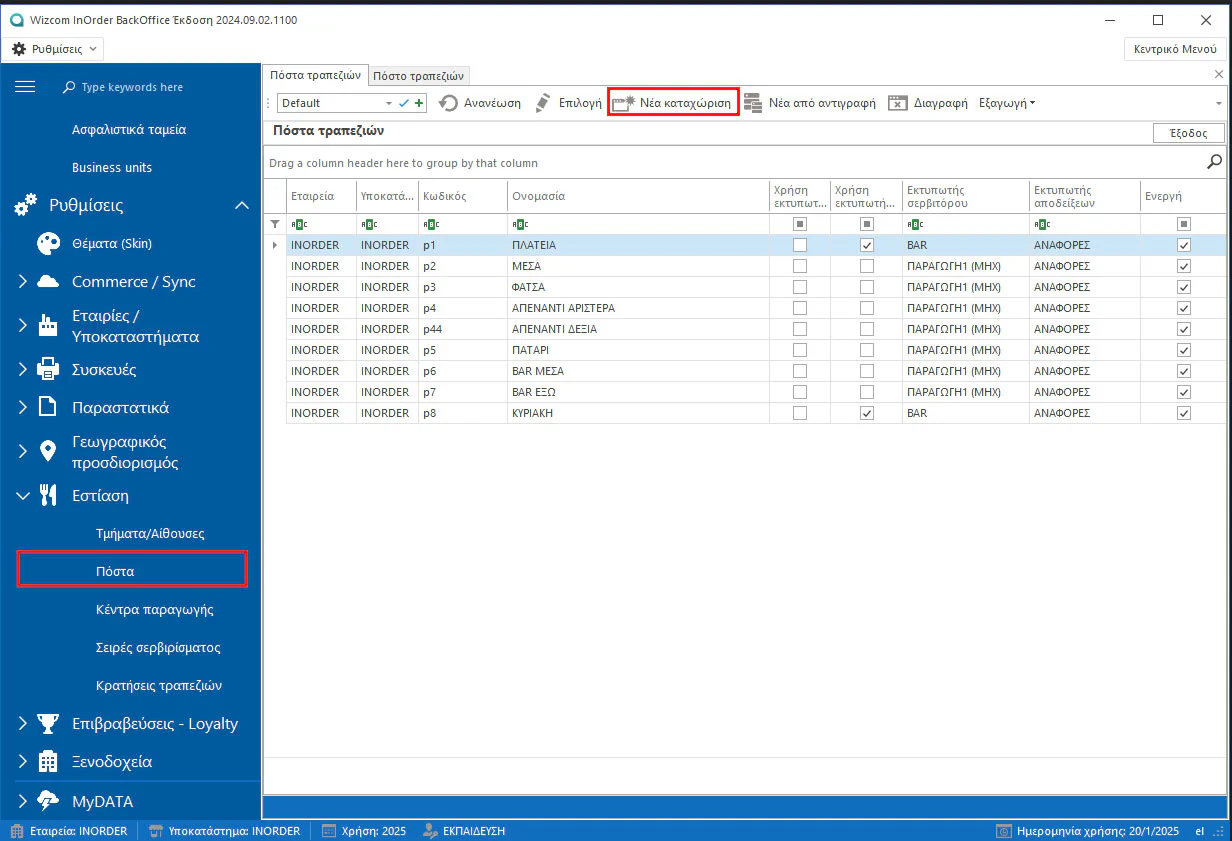 Wizcom InOrder BackOffice Έκδοση 2024.09.02.1100
Ρυθμίσεις
Κεντρικό Μενού
Type keywords here
Ασφαλιστικά ταμεία
Business units
Ρυθμίσεις
Θέματα (Skin)
Commerce / Sync
Εταιρίες /
Υποκαταστήματα
Συσκευές
Παραστατικά
Γεωγραφικός
προσδιορισμός
Εστίαση
Τμήματα/Αίθουσες
Πόστα
Κέντρα παραγωγής
Σειρές σερβιρίσματος
Κρατήσεις τραπεζιών
Επιβραβεύσεις - Loyalty
Ξενοδοχεία
MyDATA
Πόστα τραπεζιών Πόστο τραπεζιών
Default Ανανέωση Επιλογή Νέα καταχώριση Νέα από αντιγραφή Διαγραφή Εξαγωγή
Πόστα τραπεζιών Έξοδος
Drag a column header here to group by that column
Εταιρεία Υποκατά... Κωδικός Ονομασία Χρήση εκτυπωτ... Χρήση εκτυπωτή... Εκτυπωτής σερβιτόρου Εκτυπωτής αποδείξεων Ενεργή
INORDER INORDER p1 ΠΛΑΤΕΙΑ BAR ΑΝΑΦΟΡΕΣ
INORDER INORDER p2 ΜΕΣΑ ΠΑΡΑΓΩΓΗ1 (ΜΗΧ) ΑΝΑΦΟΡΕΣ
INORDER INORDER p3 ΦΑΤΣΑ ΠΑΡΑΓΩΓΗ1 (ΜΗΧ) ΑΝΑΦΟΡΕΣ
INORDER INORDER p4 ΑΠΕΝΑΝΤΙ ΑΡΙΣΤΕΡΑ ΠΑΡΑΓΩΓΗ1 (ΜΗΧ) ΑΝΑΦΟΡΕΣ
INORDER INORDER p44 ΑΠΕΝΑΝΤΙ ΔΕΞΙΑ ΠΑΡΑΓΩΓΗ1 (ΜΗΧ) ΑΝΑΦΟΡΕΣ
INORDER INORDER p5 ΠΑΤΑΡΙ ΠΑΡΑΓΩΓΗ1 (ΜΗΧ) ΑΝΑΦΟΡΕΣ
INORDER INORDER p6 BAR ΜΕΣΑ ΠΑΡΑΓΩΓΗ1 (ΜΗΧ) ΑΝΑΦΟΡΕΣ
INORDER INORDER p7 BAR ΕΞΩ ΠΑΡΑΓΩΓΗ1 (ΜΗΧ) ΑΝΑΦΟΡΕΣ
INORDER INORDER p8 ΚΥΡΙΑΚΗ BAR ΑΝΑΦΟΡΕΣ
Εταιρεία: INORDER Υποκατάστημα: INORDER Χρήση: 2025 ΕΚΠΑΙΔΕΥΣΗ Ημερομηνία χρήσης: 20/1/2025 el